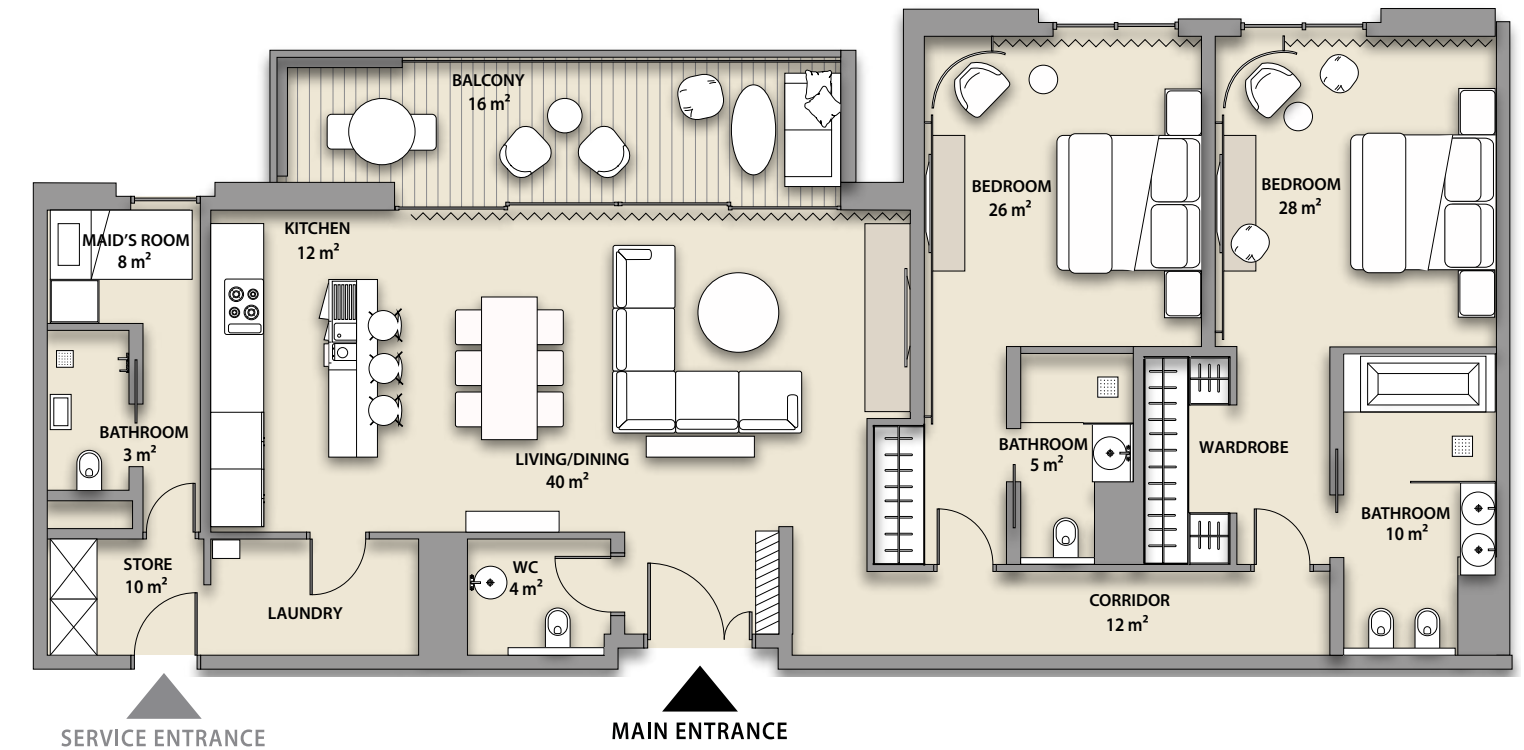 BALCONY
16 m²
KITCHEN
12 m²
MAID'S ROOM
8 m²
BEDROOM
26 m²
BEDROOM
28 m²
BATHROOM
3 m²
LIVING/DINING
40 m²
BATHROOM
5 m²
WARDROBE
BATHROOM
10 m²
STORE
10 m²
LAUNDRY
WC
4 m²
CORRIDOR
12 m²
SERVICE ENTRANCE
MAIN ENTRANCE